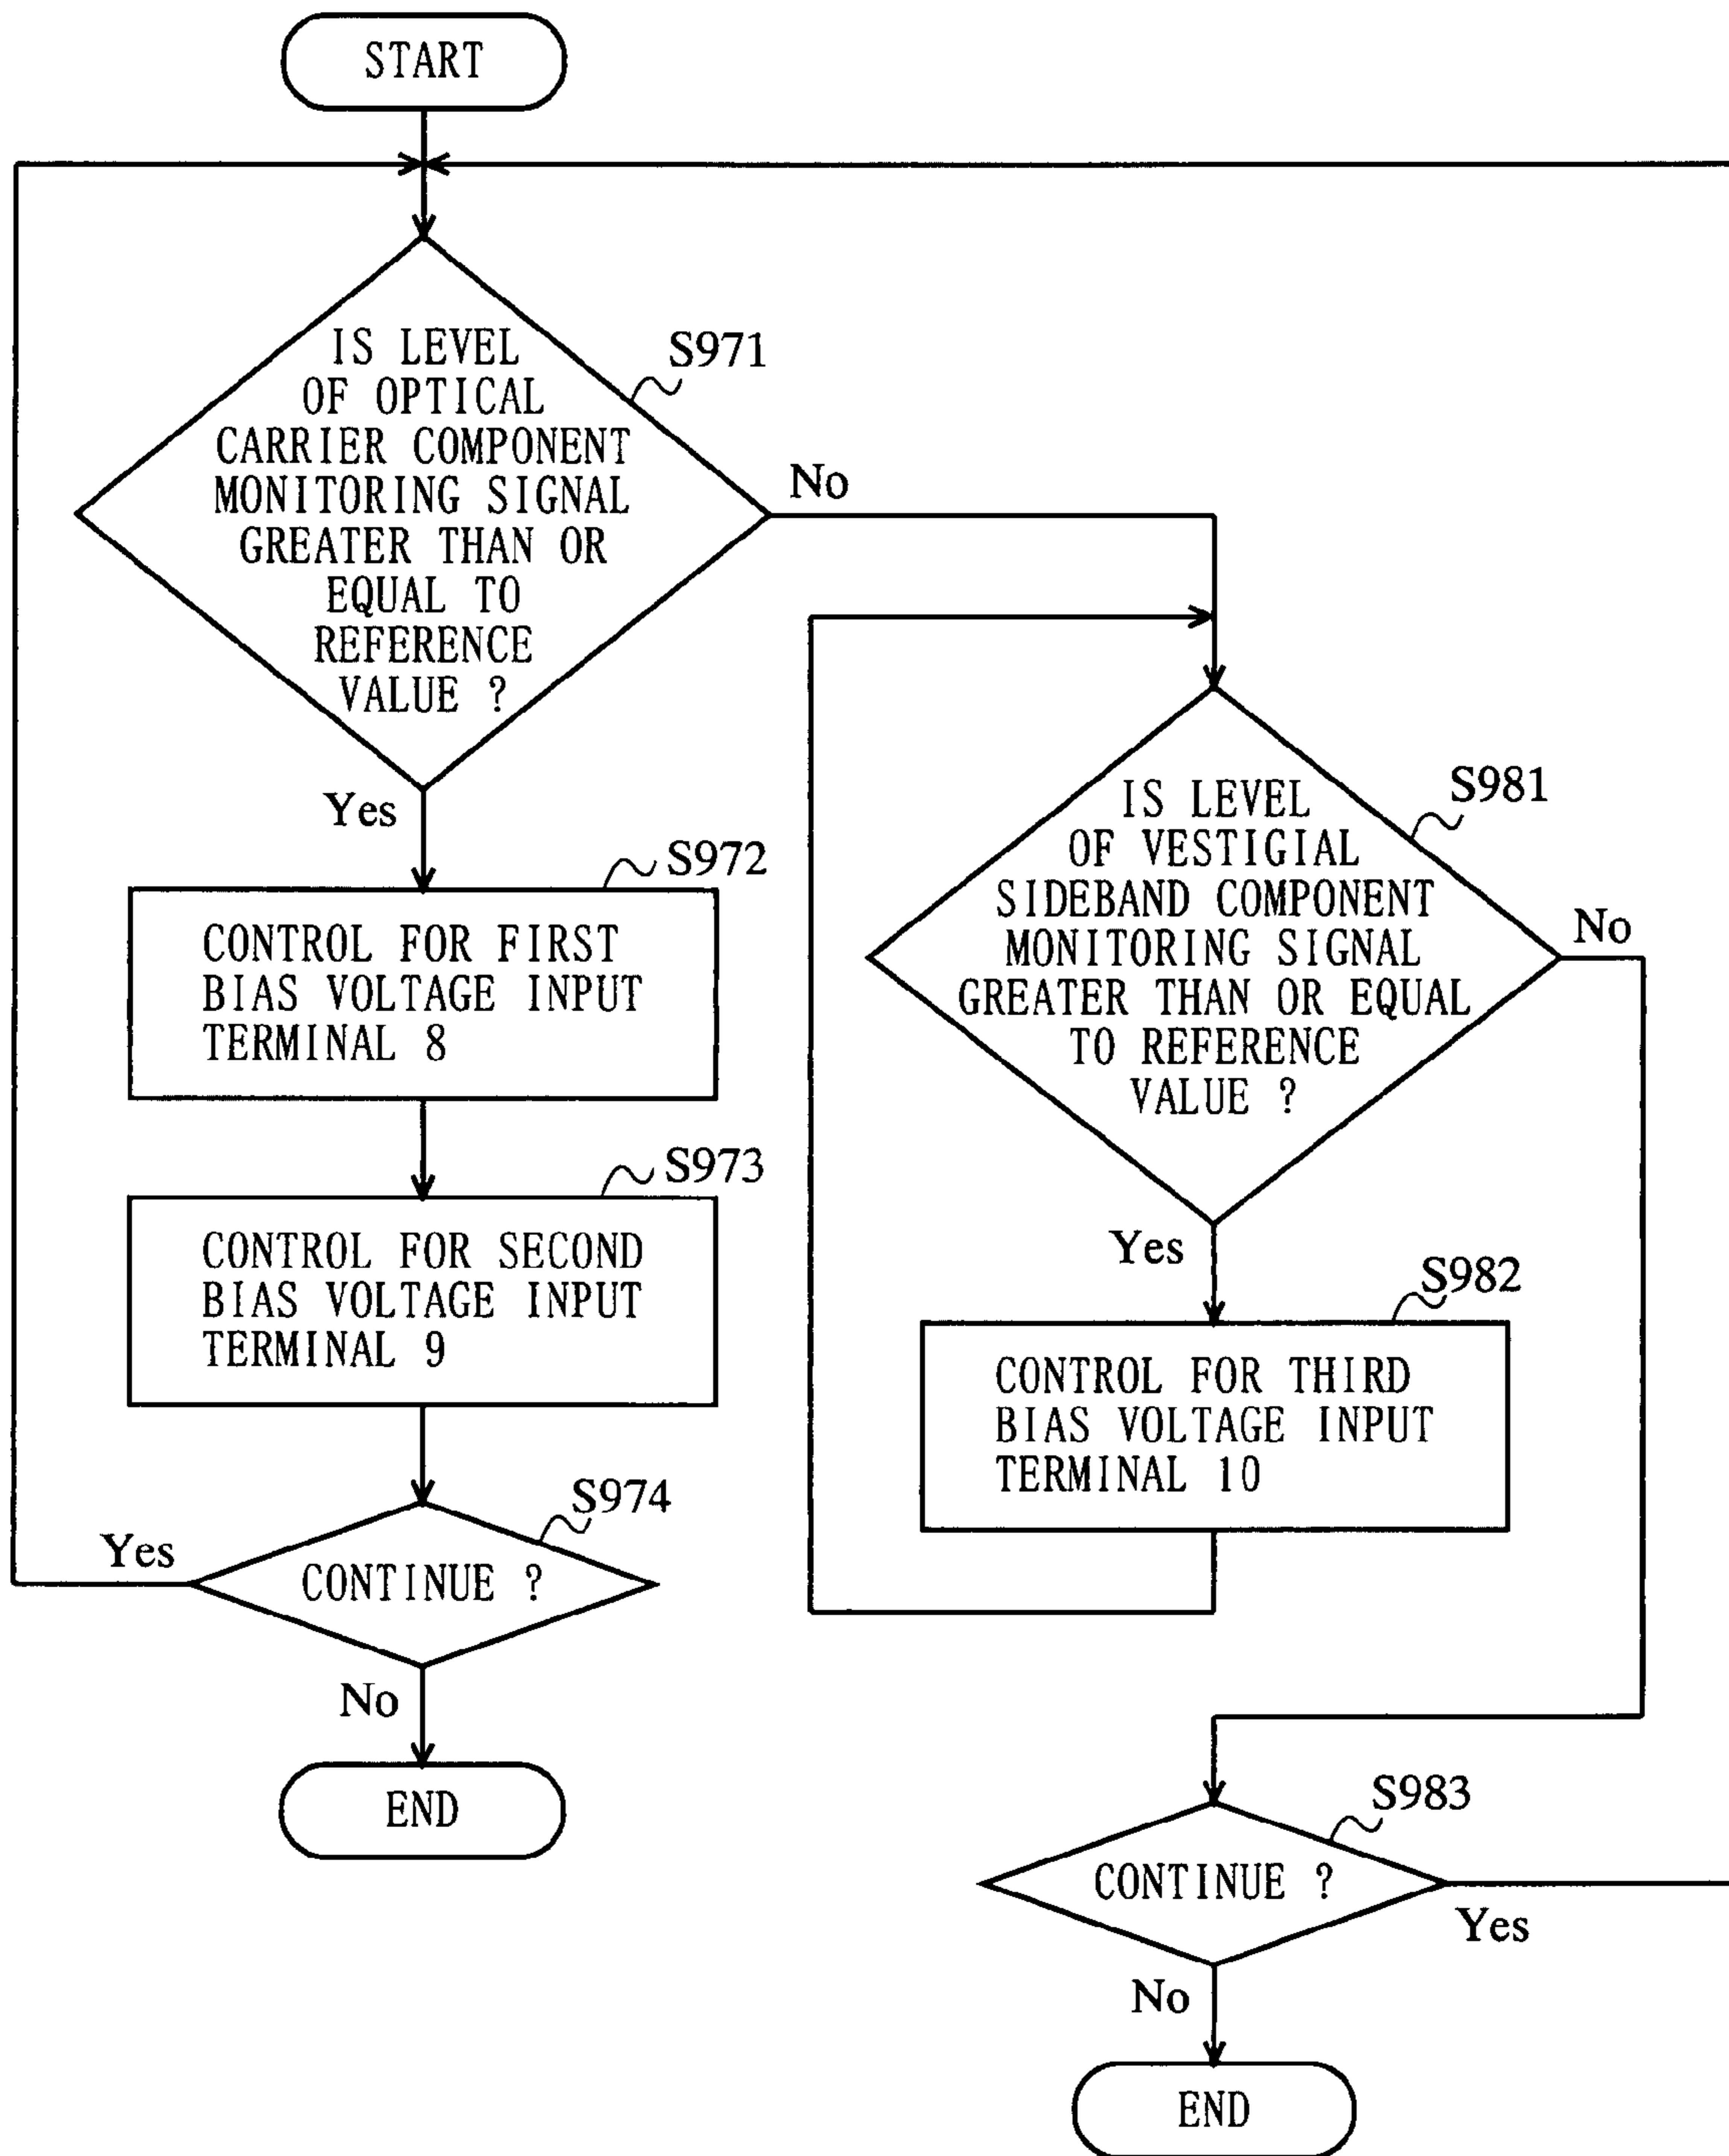 START
IS LEVEL
OF OPTICAL
CARRIER COMPONENT
MONITORING SIGNAL
GREATER THAN OR
EQUAL TO
REFERENCE
VALUE ?
S971
No
Yes
S972
CONTROL FOR FIRST
BIAS VOLTAGE INPUT
TERMINAL 8
S973
CONTROL FOR SECOND
BIAS VOLTAGE INPUT
TERMINAL 9
S974
Yes
CONTINUE ?
No
END
IS LEVEL
OF VESTIGIAL
SIDEBAND COMPONENT
MONITORING SIGNAL
GREATER THAN OR EQUAL
TO REFERENCE
VALUE ?
S981
No
Yes
S982
CONTROL FOR THIRD
BIAS VOLTAGE INPUT
TERMINAL 10
S983
CONTINUE ?
Yes
No
END